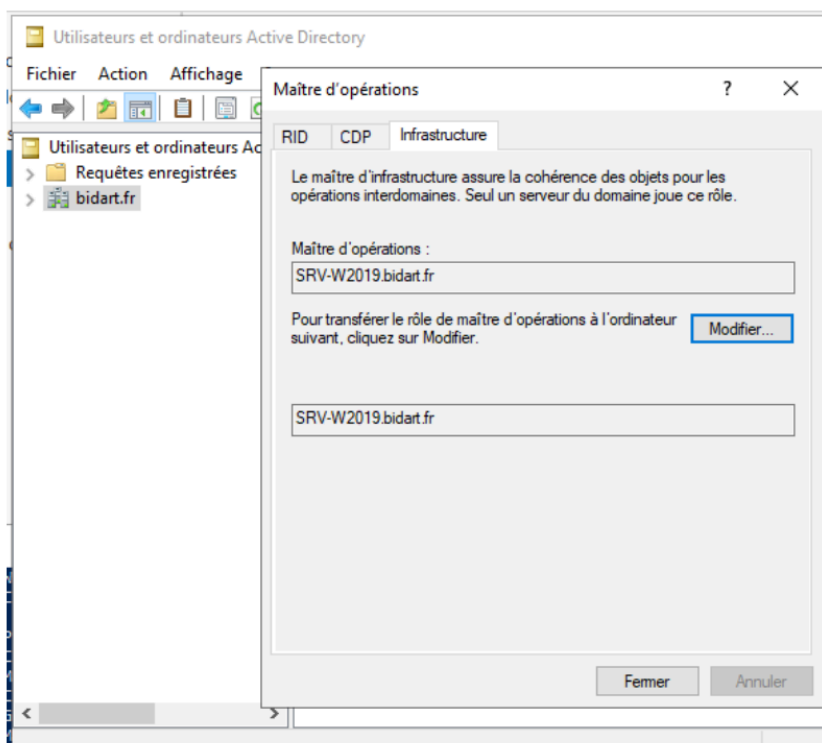 Utilisateurs et ordinateurs Active Directory
Fichier Action Affichage
Utilisateurs et ordinateurs Ac
Requêtes enregistrées
bidart.fr
Maître d'opérations
?
RID CDP Infrastructure
Le maître d'infrastructure assure la cohérence des objets pour les
opérations interdomaines. Seul un serveur du domaine joue ce rôle.
Maître d'opérations :
SRV-W2019.bidart.fr
Pour transférer le rôle de maître d'opérations à l'ordinateur
suivant, cliquez sur Modifier.
Modifier...
SRV-W2019.bidart.fr
Fermer Annuler